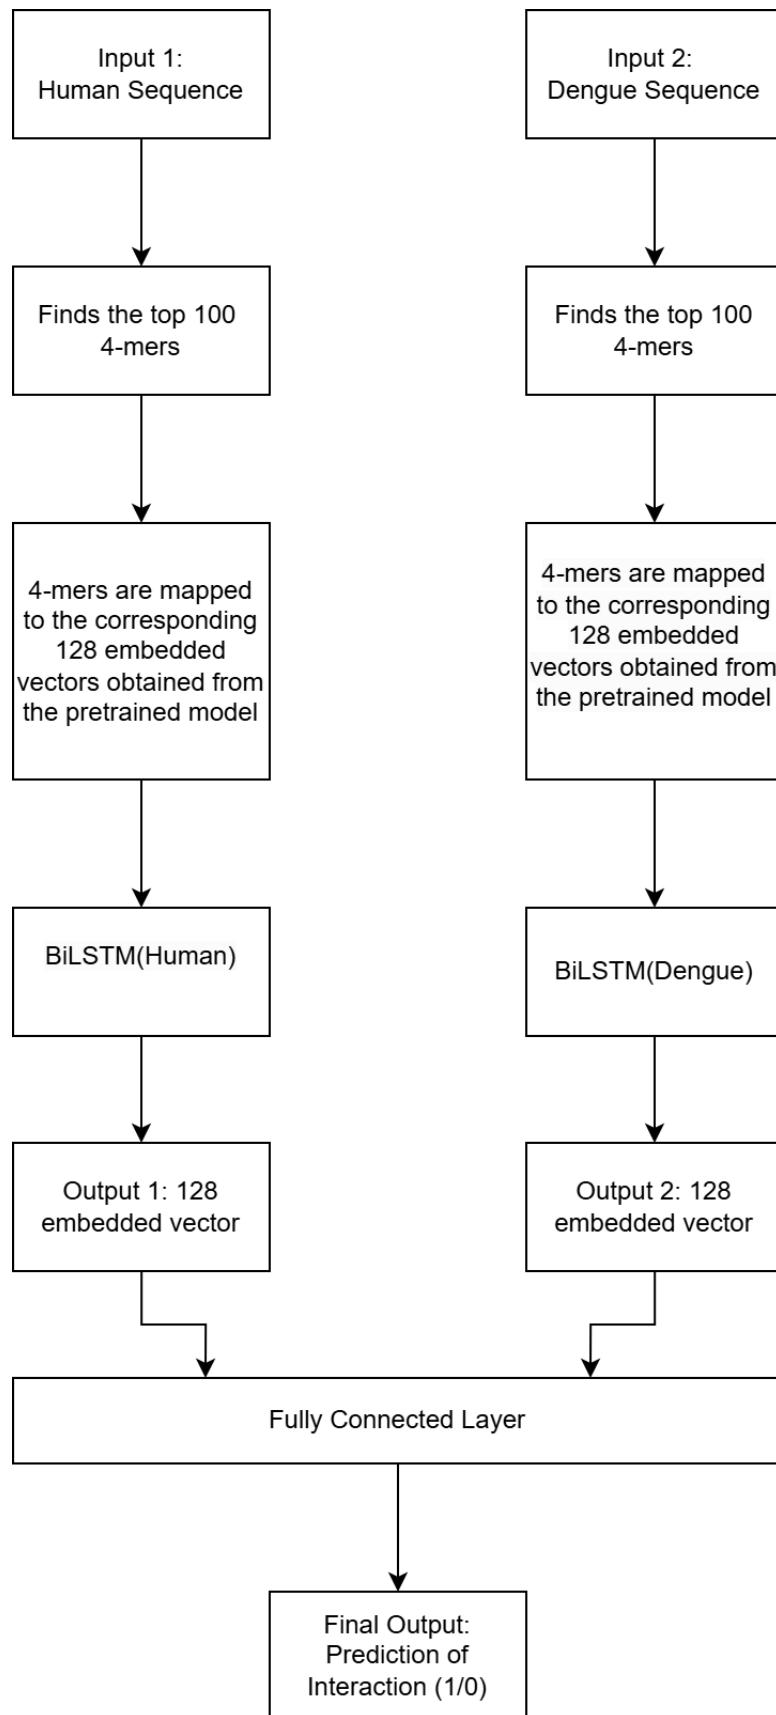 Input 1:
Human Sequence
Input 2:
Dengue Sequence
Finds the top 100
4-mers
Finds the top 100
4-mers
4-mers are mapped
to the corresponding
128 embedded
vectors obtained from
the pretrained model
4-mers are mapped
to the corresponding
128 embedded
vectors obtained from
the pretrained model
BiLSTM(Human)
BiLSTM(Dengue)
Output 1: 128
embedded vector
Output 2: 128
embedded vector
Fully Connected Layer
Final Output:
Prediction of
Interaction (1/0)